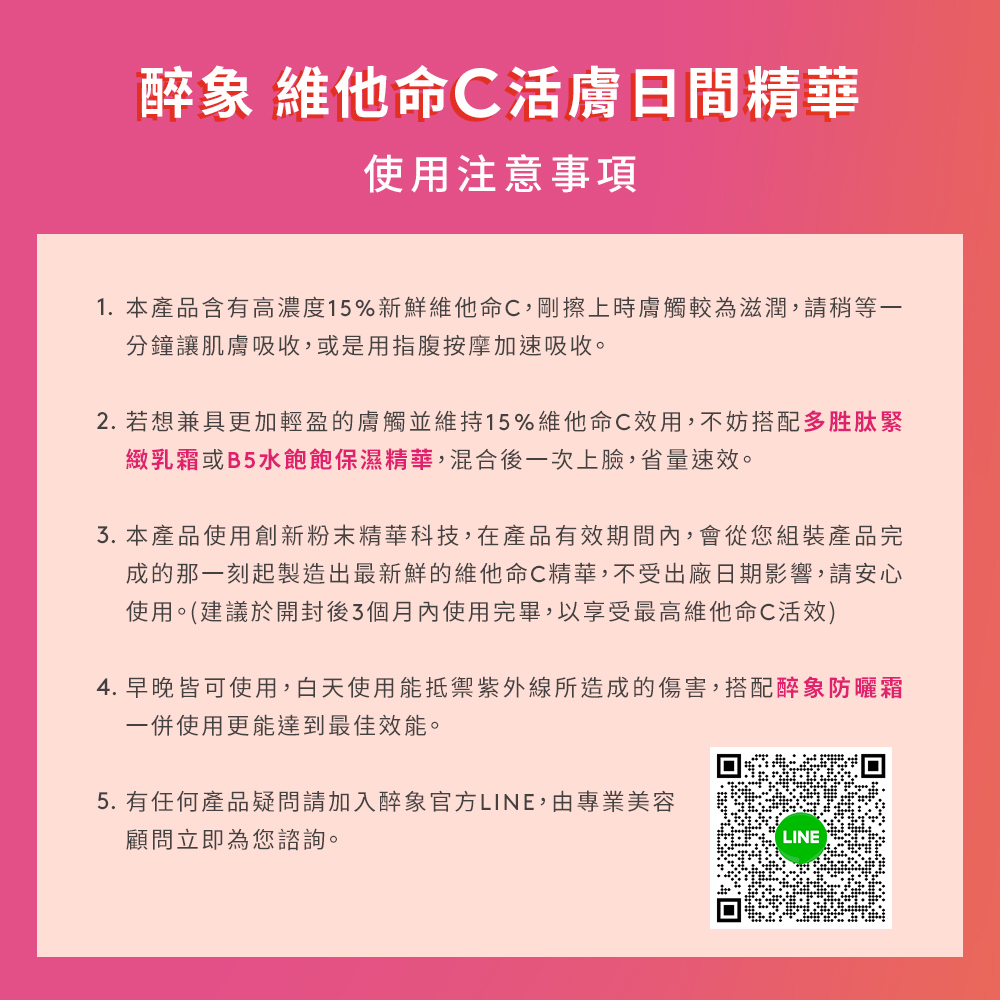 醉象 維他命C活膚日間精華
使用注意事項
1. 本產品含有高濃度15%新鮮維他命C，剛擦上時膚觸較為滋潤，請稍等一
分鐘讓肌膚吸收，或是用指腹按摩加速吸收。
2. 若想兼具更加輕盈的膚觸並維持15%維他命C效用，不妨搭配多胜肽緊
緻乳霜或B5水飽飽保濕精華，混合後一次上臉，省量速效。
3. 本產品使用創新粉末精華科技，在產品有效期間內，會從您組裝產品完
成的那一刻起製造出最新鮮的維他命C精華，不受出廠日期影響，請安心
使用。(建議於開封後3個月內使用完畢，以享受最高維他命C活效)
4. 早晚皆可使用，白天使用能抵禦紫外線所造成的傷害，搭配醉象防曬霜
一併使用更能達到最佳效能。
5. 有任何產品疑問請加入醉象官方LINE，由專業美容
顧問立即為您諮詢。
LINE